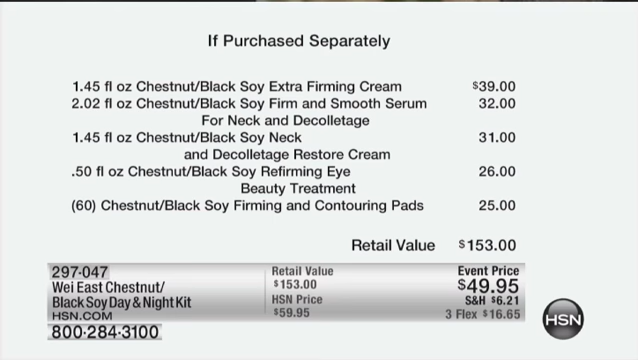 If Purchased Separately
1.45 fl oz Chestnut/Black Soy Extra Firming Cream $39.00
2.02 fl oz Chestnut/Black Soy Firm and Smooth Serum 32.00
For Neck and Decolletage
1.45 fl oz Chestnut/Black Soy Neck 31.00
and Decolletage Restore Cream
.50 fl oz Chestnut/Black Soy Refirming Eye 26.00
Beauty Treatment
(60) Chestnut/Black Soy Firming and Contouring Pads 25.00
Retail Value $153.00
297-047
Wei East Chestnut/
Black Soy Day & Night Kit
HSN.COM
800-284-3100
Retail Value
$153.00
HSN Price
$59.95
Event Price
$49.95
S&H $6.21
3 Flex $16.65
HSN